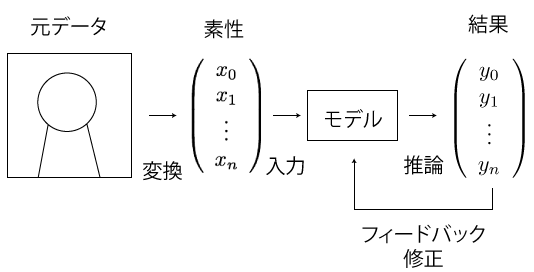 元データ
素性
結果
x₀
x₁
⋮
xₙ
モデル
y₀
y₁
⋮
yₙ
変換
入力
推論
フィードバック
修正